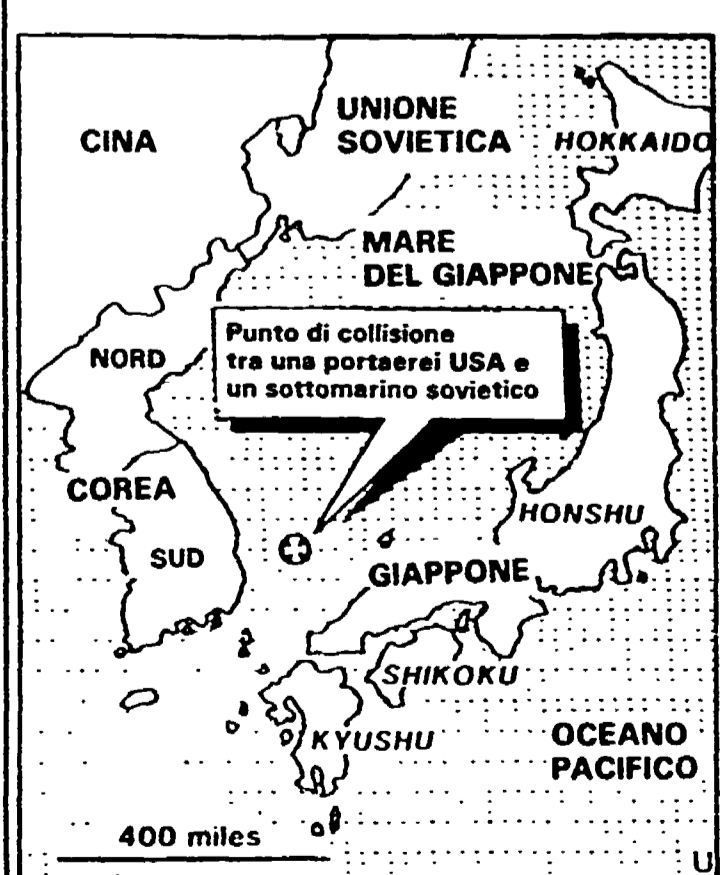 CINA
UNIONE
SOVIETICA
HOKKAIDO
MARE
DEL GIAPPONE
Punto di collisione
tra una portaerei USA e
un sottomarino sovietico
NORD
COREA
SUD
HONSHU
GIAPPONE
SHIKOKU
KYUSHU
OCEANO
PACIFICO
400 miles
U